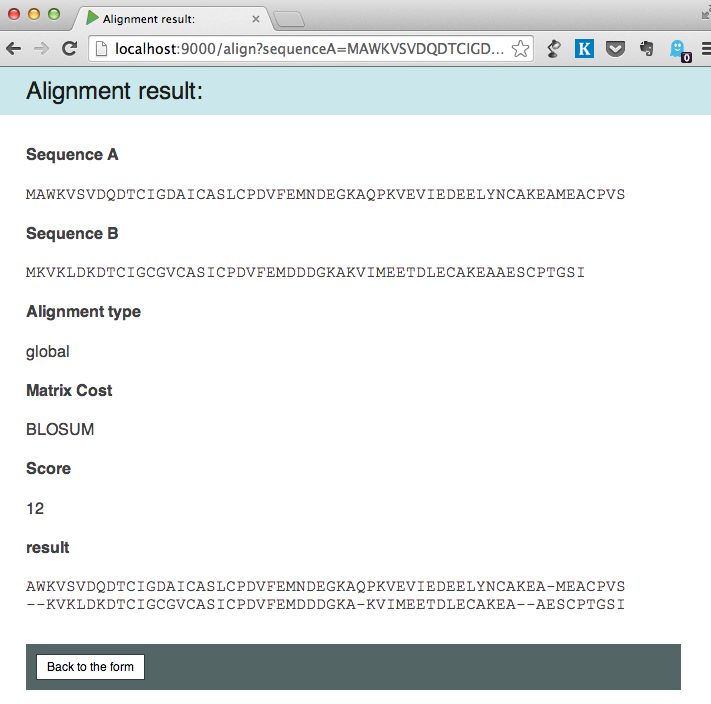 Alignment result:
localhost:9000/align?sequenceA=MAWKVSVDQDTCIGD...
K
0
Alignment result:
Sequence A
MAWKVSVDQDTCIGDAICASLCPDVFEMNDEGKAQPKVEVIEDEELYNCAKEAMEACPVS
Sequence B
MKVKLDKDTCIGCGVCASICPDVFEMDDDGKAKVIMEETDLECAKEAAESCPTGSI
Alignment type
global
Matrix Cost
BLOSUM
Score
12
result
AWKVSVDQDTCIGDAICASLCPDVFEMNDEGKAQPKVEVIEDEELYNCAKEA-MEACPVS
--KVKLDKDTCIGCGVCASICPDVFEMDDDGKA-KVIMEETDLECAKEA--AESCPTGSI
Back to the form